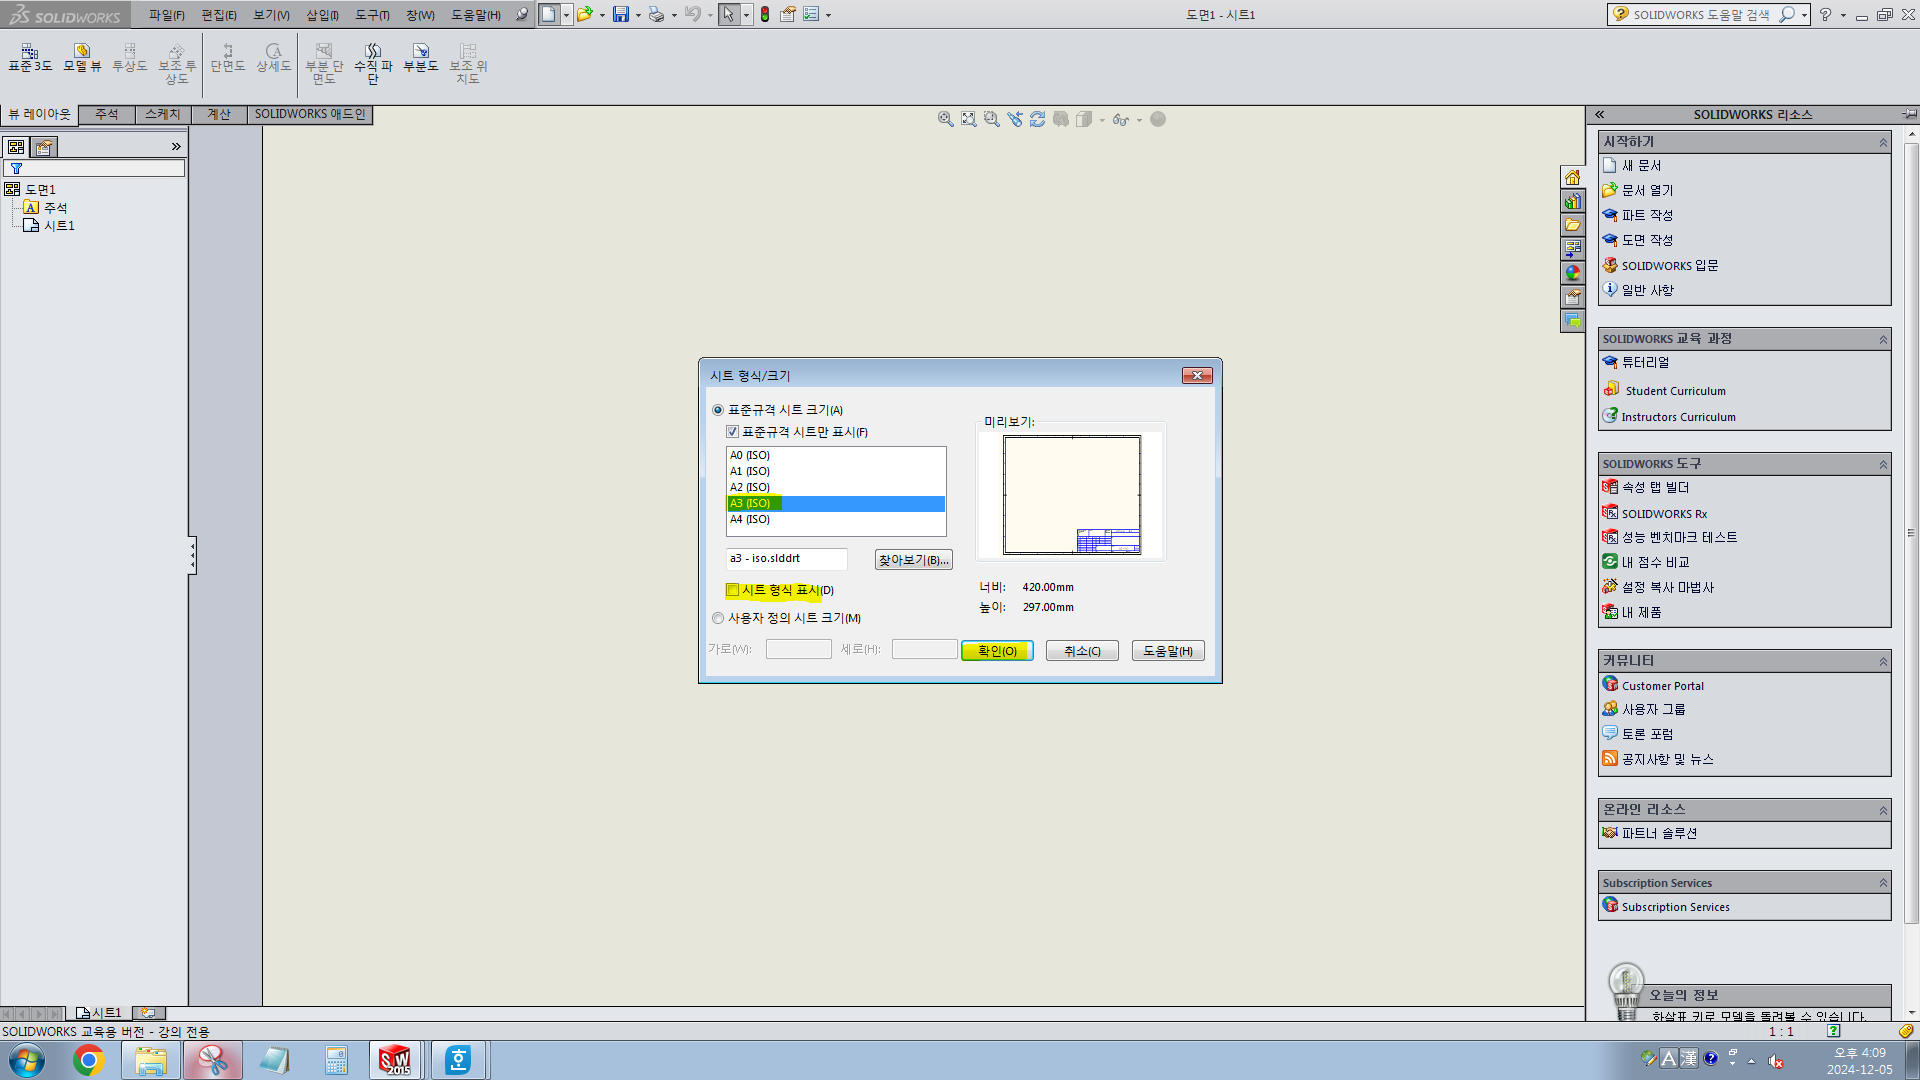 SOLIDWORKS
파일(F) 편집(E) 보기(V) 삽입(I) 도구(T) 창(W) 도움말(H)
도면1 - 시트1
SOLIDWORKS 도움말 검색
표준 3도
모델 뷰
투상도
보조 투
상도
단면도
상세도
부분 단
면도
수직 파
단
부분도
보조 위
치도
뷰 레이아웃 주석 스케치 계산 SOLIDWORKS 애드인
도면1
주석
시트1
시트 형식/크기
표준규격 시트 크기(A)
표준규격 시트만 표시(F)
A0 (ISO)
A1 (ISO)
A2 (ISO)
A3 (ISO)
A4 (ISO)
a3 - iso.slddrt
찾아보기(B)...
시트 형식 표시(D)
사용자 정의 시트 크기(M)
가로(W):
세로(H):
미리보기:
너비: 420.00mm
높이: 297.00mm
확인(O)
취소(C)
도움말(H)
SOLIDWORKS 리소스
시작하기
새 문서
문서 열기
파트 작성
도면 작성
SOLIDWORKS 입문
일반 사항
SOLIDWORKS 교육 과정
튜터리얼
Student Curriculum
Instructors Curriculum
SOLIDWORKS 도구
속성 탭 빌더
SOLIDWORKS Rx
성능 벤치마크 테스트
내 점수 비교
설정 복사 마법사
내 제품
커뮤니티
Customer Portal
사용자 그룹
토론 포럼
공지사항 및 뉴스
온라인 리소스
파트너 솔루션
Subscription Services
Subscription Services
오늘의 정보
화살표 키로 모델을 돌려볼 수 있습니다.
시트1
SOLIDWORKS 교육용 버전 - 강의 전용
1 : 1
SW
2015
호
A 漢
오후 4:09
2024-12-05